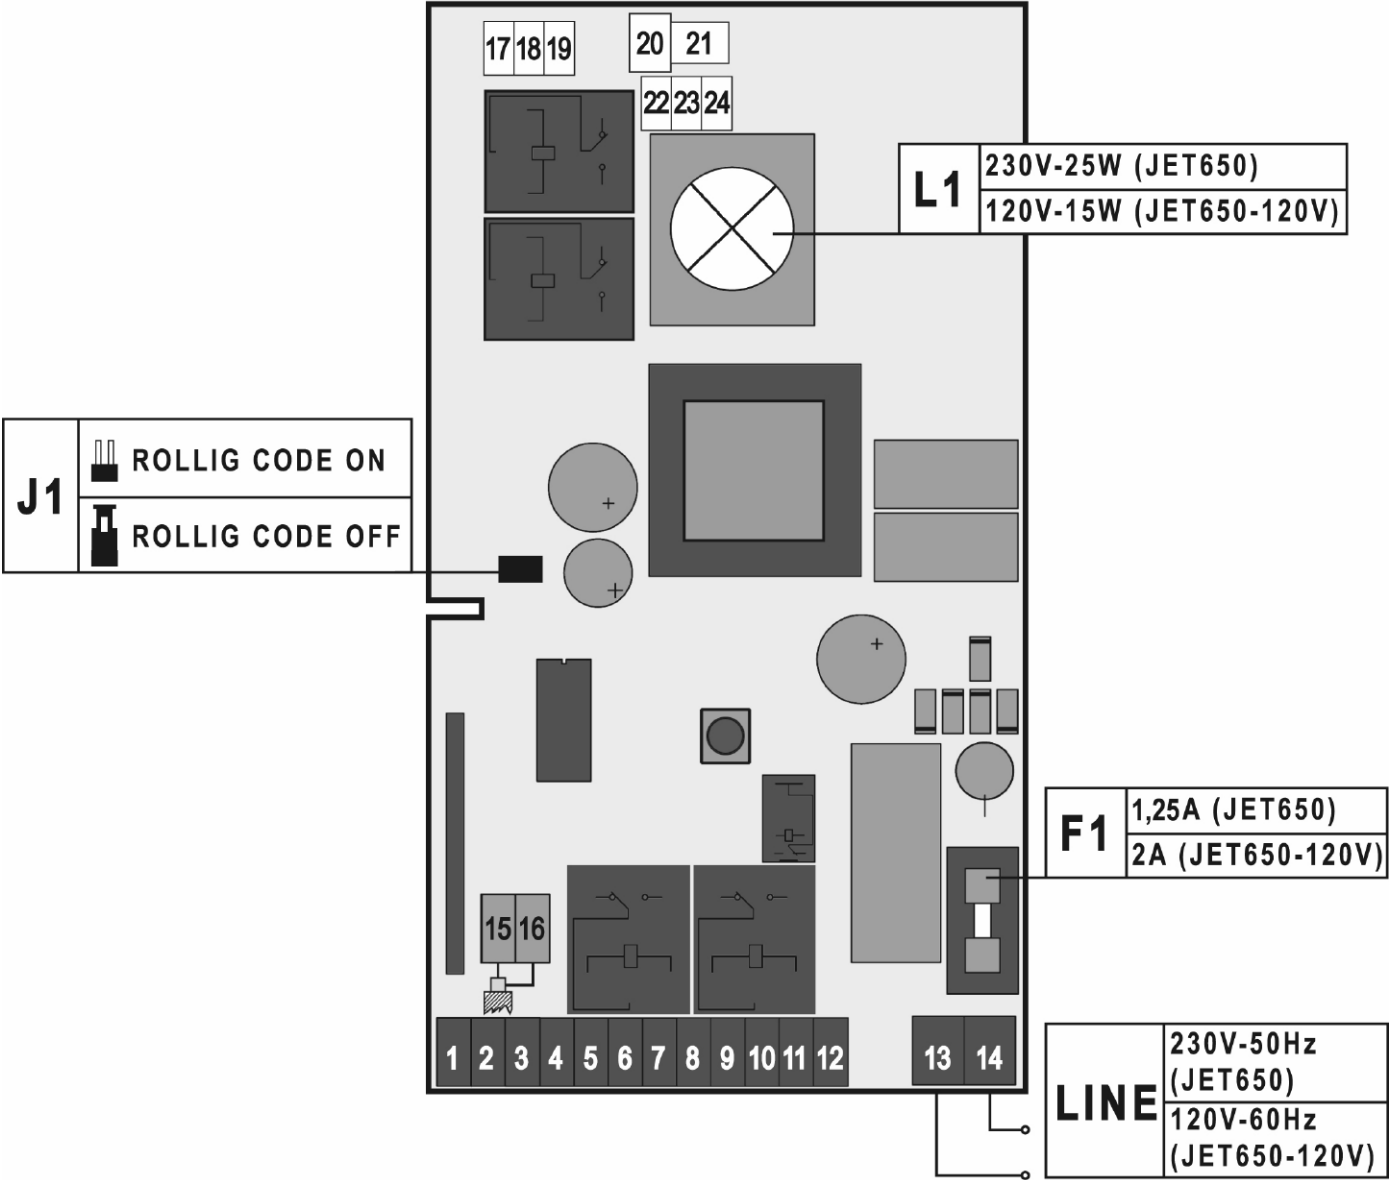 17 18 19
20 21
22 23 24
L1
230V-25W (JET650)
120V-15W (JET650-120V)
J1
ROLLIG CODE ON
ROLLIG CODE OFF
+
+
+
F1
1,25A (JET650)
2A (JET650-120V)
15 16
1 2 3 4 5 6 7 8 9 10 11 12
13 14
LINE
230V-50Hz
(JET650)
120V-60Hz
(JET650-120V)